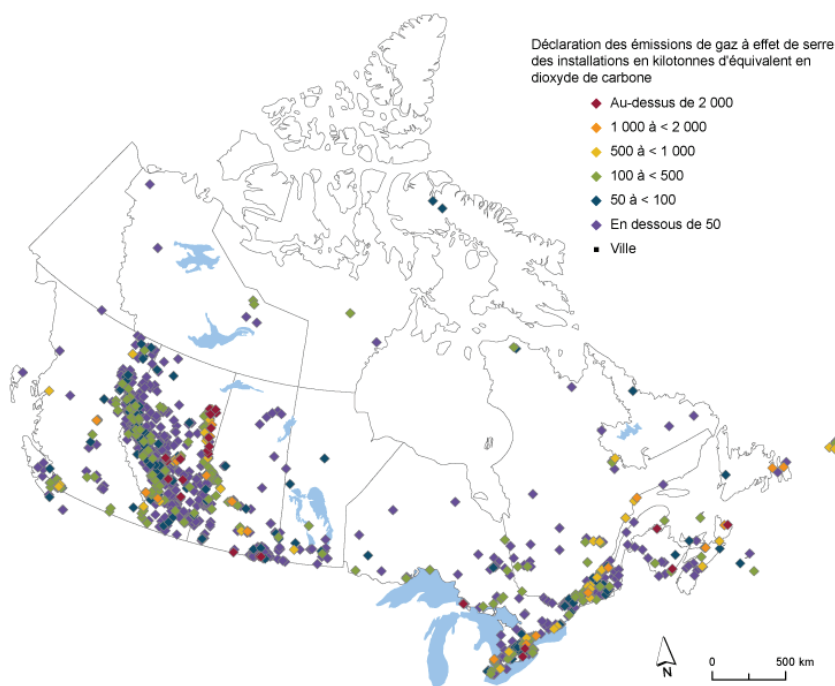 Déclaration des émissions de gaz à effet de serre
des installations en kilotonnes d'équivalent en
dioxyde de carbone
Au-dessus de 2 000
1 000 à < 2 000
500 à < 1 000
100 à < 500
50 à < 100
En dessous de 50
Ville
N
0 500 km